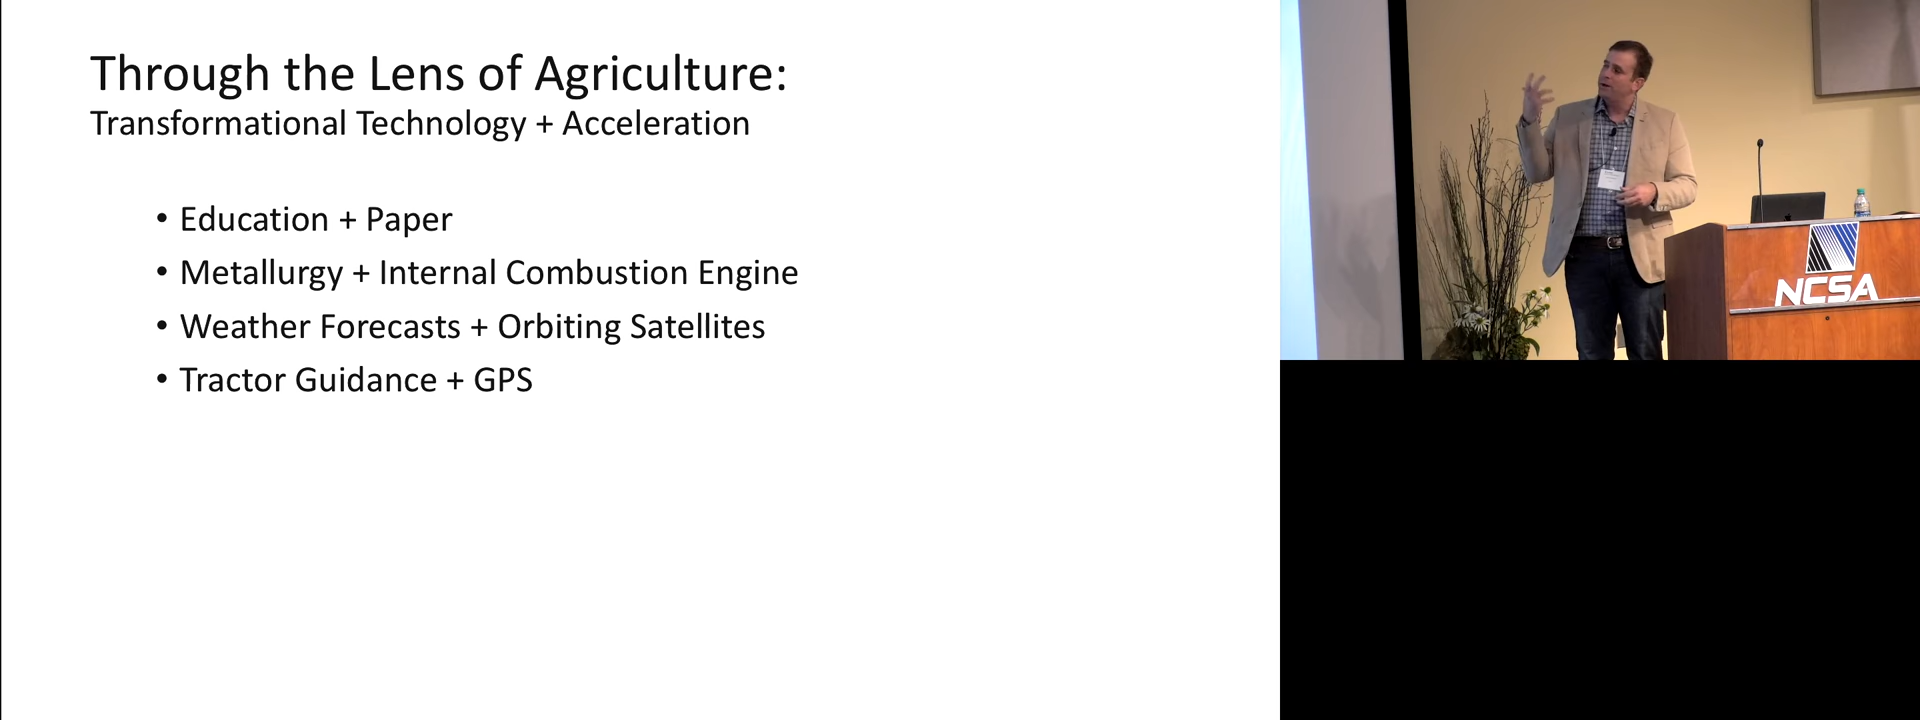 Through the Lens of Agriculture:
Transformational Technology + Acceleration
• Education + Paper
• Metallurgy + Internal Combustion Engine
• Weather Forecasts + Orbiting Satellites
• Tractor Guidance + GPS
NCSA